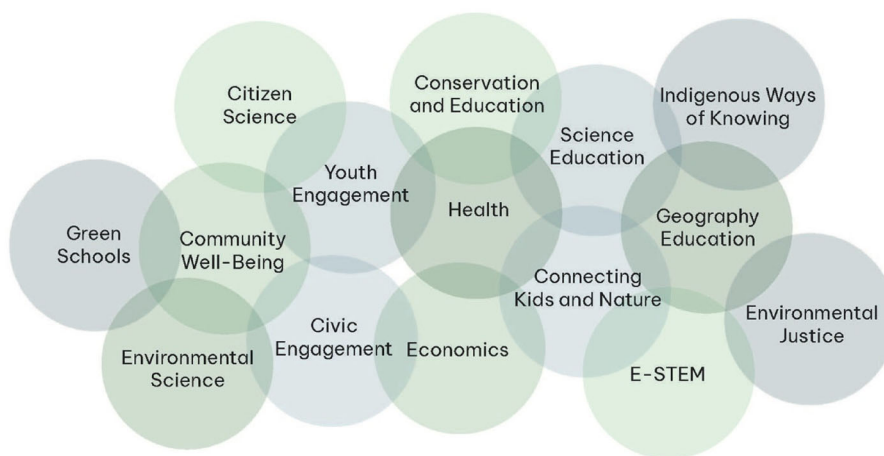 Citizen
Science
Conservation
and Education
Indigenous Ways
of Knowing
Science
Education
Youth
Engagement
Health
Geography
Education
Green
Schools
Community
Well-Being
Connecting
Kids and Nature
Environmental
Justice
Civic
Engagement
Economics
Environmental
Science
E-STEM